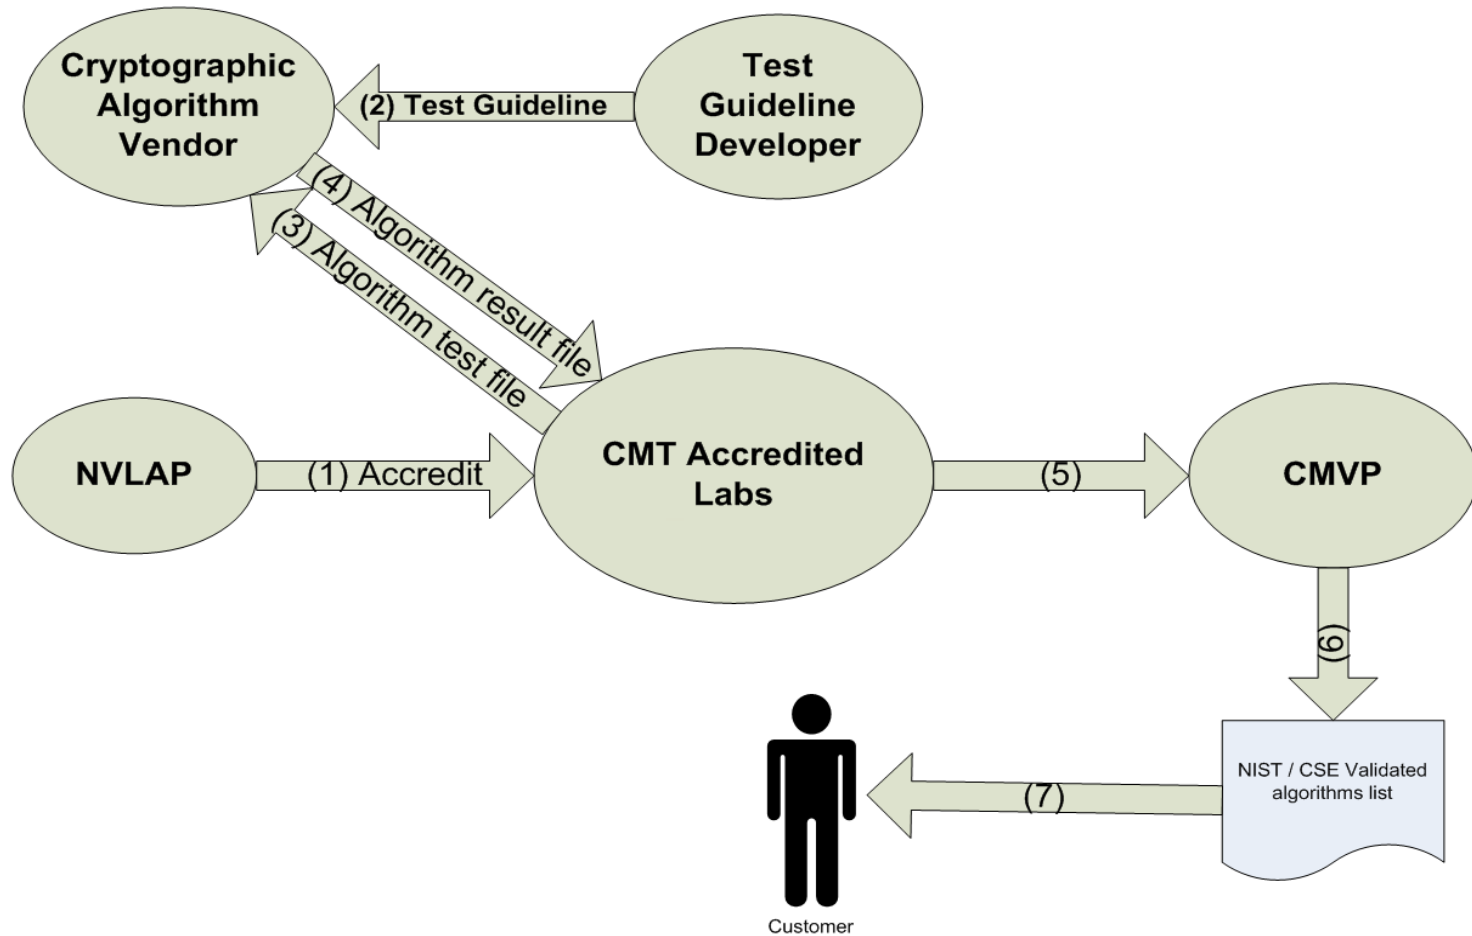 Cryptographic
Algorithm
Vendor
(2) Test Guideline
Test
Guideline
Developer
(4) Algorithm result file
(3) Algorithm test file
NVLAP
(1) Accredit
CMT Accredited
Labs
(5)
CMVP
(6)
NIST / CSE Validated
algorithms list
(7)
Customer